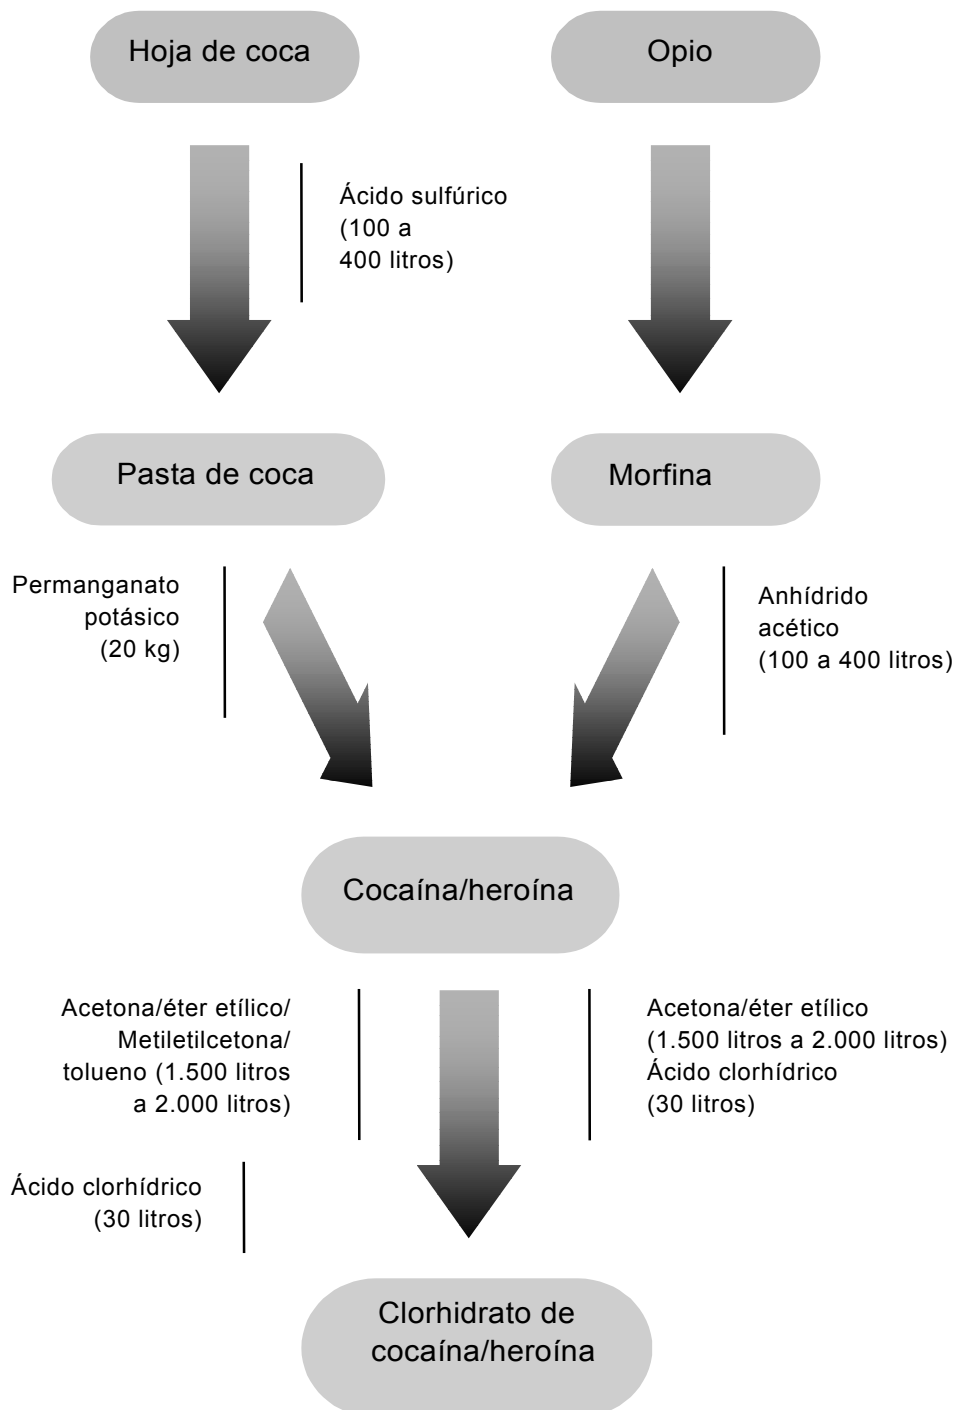 Hoja de coca
Opio
Ácido sulfúrico
(100 a
400 litros)
Pasta de coca
Morfina
Permanganato
potásico
(20 kg)
Anhídrido
acético
(100 a 400 litros)
Cocaína/heroína
Acetona/éter etílico/
Metiletilcetona/
tolueno (1.500 litros
a 2.000 litros)
Acetona/éter etílico
(1.500 litros a 2.000 litros)
Ácido clorhídrico
(30 litros)
Ácido clorhídrico
(30 litros)
Clorhidrato de
cocaína/heroína